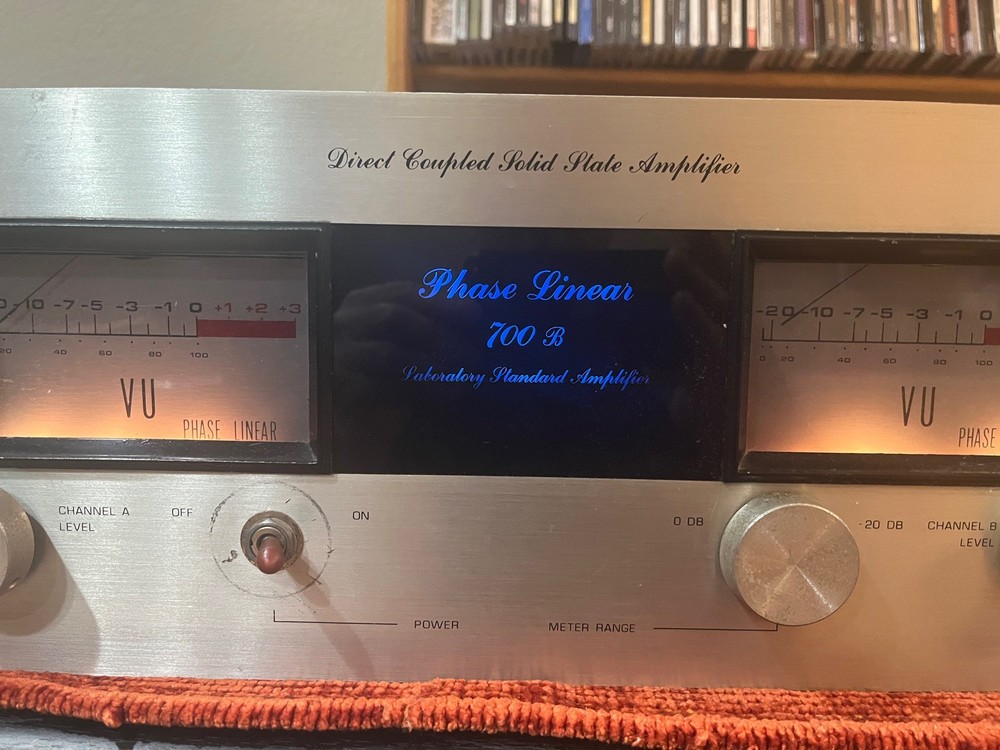 Direct Coupled Solid State Amplifier
-10 -7 -5 -3 -1 0 +1 +2 +3
20 40 60 80 100
VU
PHASE LINEAR
Phase Linear
700 B
Laboratory Standard Amplifier
-20 -10 -7 -5 -3 -1 0
0 20 40 60 80 100
VU
PHASE
CHANNEL A
LEVEL
OFF
ON
POWER
0 DB
-20 DB
METER RANGE
CHANNEL B
LEVEL